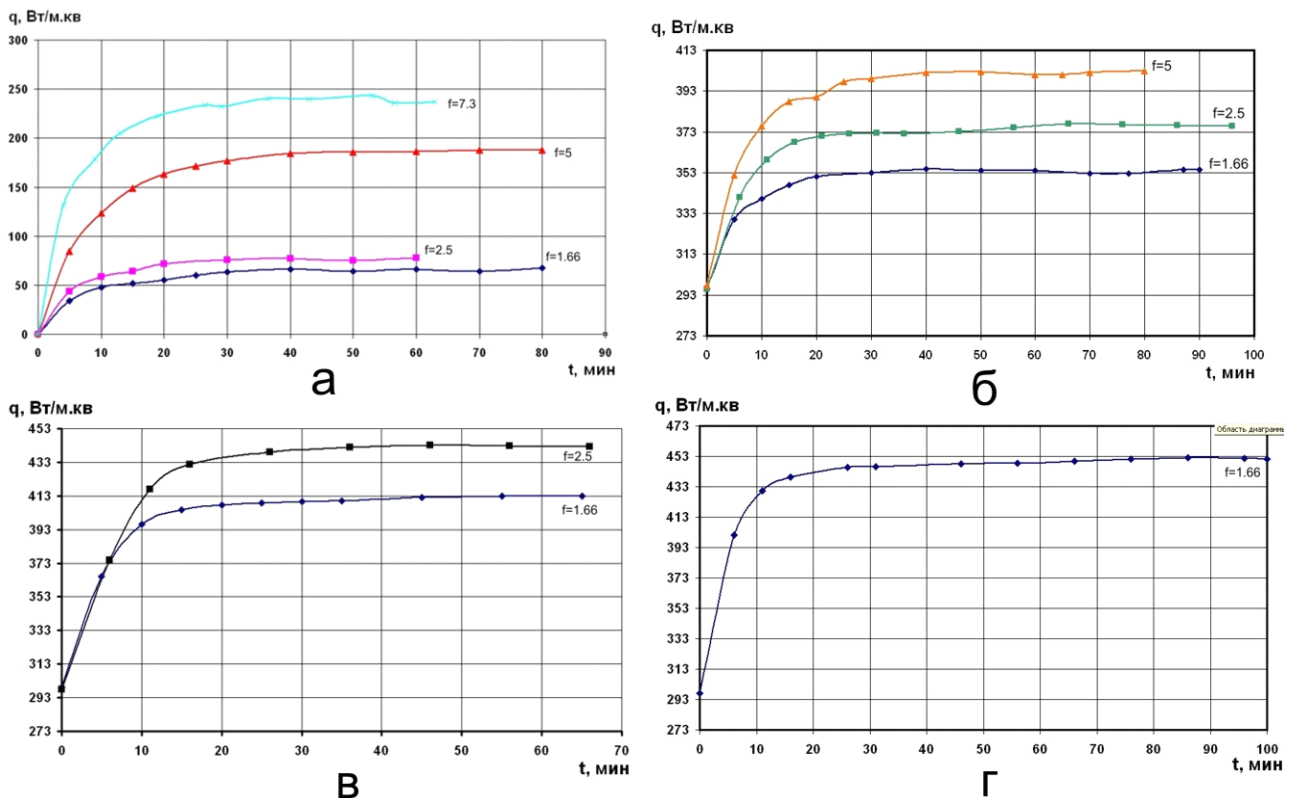 q, Вт/м.кв
300
250
200
150
100
50
0
0 10 20 30 40 50 60 70 80 90
t, мин
f=7.3
f=5
f=2.5
f=1.66
а
q, Вт/м.кв
413
393
373
353
333
313
293
273
0 10 20 30 40 50 60 70 80 90 100
t, мин
f=5
f=2.5
f=1.66
б
q, Вт/м.кв
453
433
413
393
373
353
333
313
293
273
0 10 20 30 40 50 60 70
t, мин
f=2.5
f=1.66
в
q, Вт/м.кв
473
453
433
413
393
373
353
333
313
293
273
0 10 20 30 40 50 60 70 80 90 100
t, мин
Область диаграммы
f=1.66
г